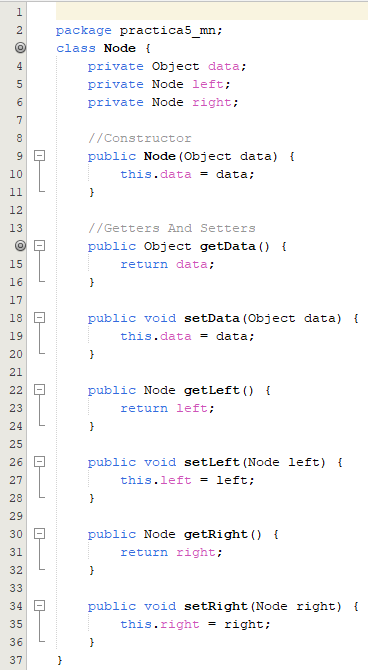 1
2 package practica5_mn;
class Node {
4 private Object data;
5 private Node left;
6 private Node right;
7
8 //Constructor
9 public Node(Object data) {
10 this.data = data;
11 }
12
13 //Getters And Setters
public Object getData() {
15 return data;
16 }
17
18 public void setData(Object data) {
19 this.data = data;
20 }
21
22 public Node getLeft() {
23 return left;
24 }
25
26 public void setLeft(Node left) {
27 this.left = left;
28 }
29
30 public Node getRight() {
31 return right;
32 }
33
34 public void setRight(Node right) {
35 this.right = right;
36 }
37 }